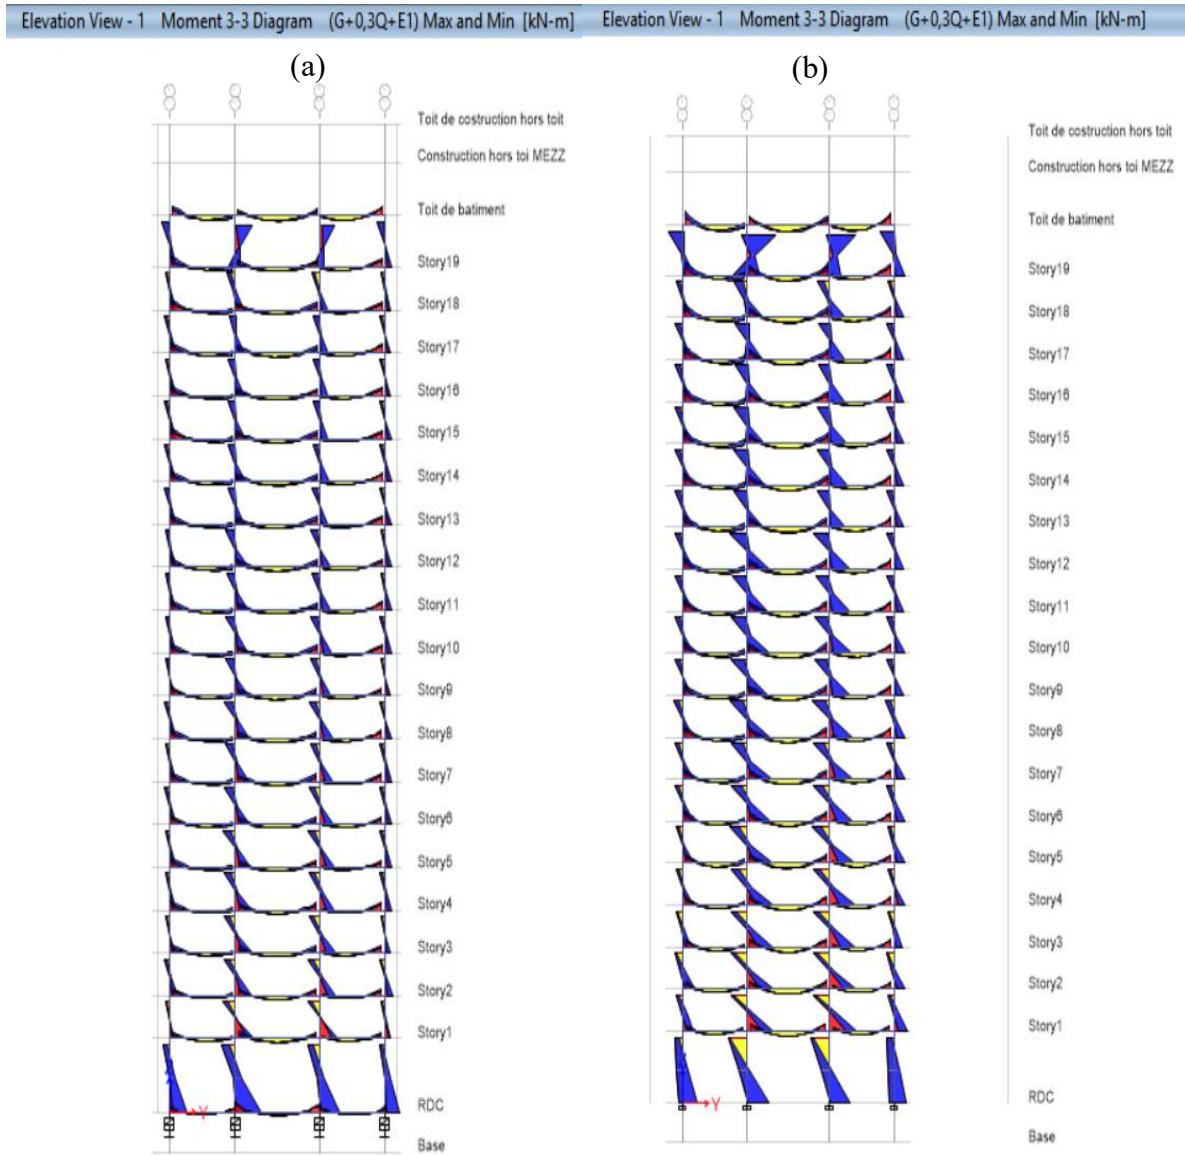 Elevation View - 1 Moment 3-3 Diagram (G+0,3Q+E1) Max and Min [kN-m]
Elevation View - 1 Moment 3-3 Diagram (G+0,3Q+E1) Max and Min [kN-m]
(a)
Toit de costruction hors toit
Construction hors toi MEZZ
Toit de batiment
Story19
Story18
Story17
Story16
Story15
Story14
Story13
Story12
Story11
Story10
Story9
Story8
Story7
Story6
Story5
Story4
Story3
Story2
Story1
RDC
Base
Y
(b)
Toit de costruction hors toit
Construction hors toi MEZZ
Toit de batiment
Story19
Story18
Story17
Story16
Story15
Story14
Story13
Story12
Story11
Story10
Story9
Story8
Story7
Story6
Story5
Story4
Story3
Story2
Story1
RDC
Base
Y